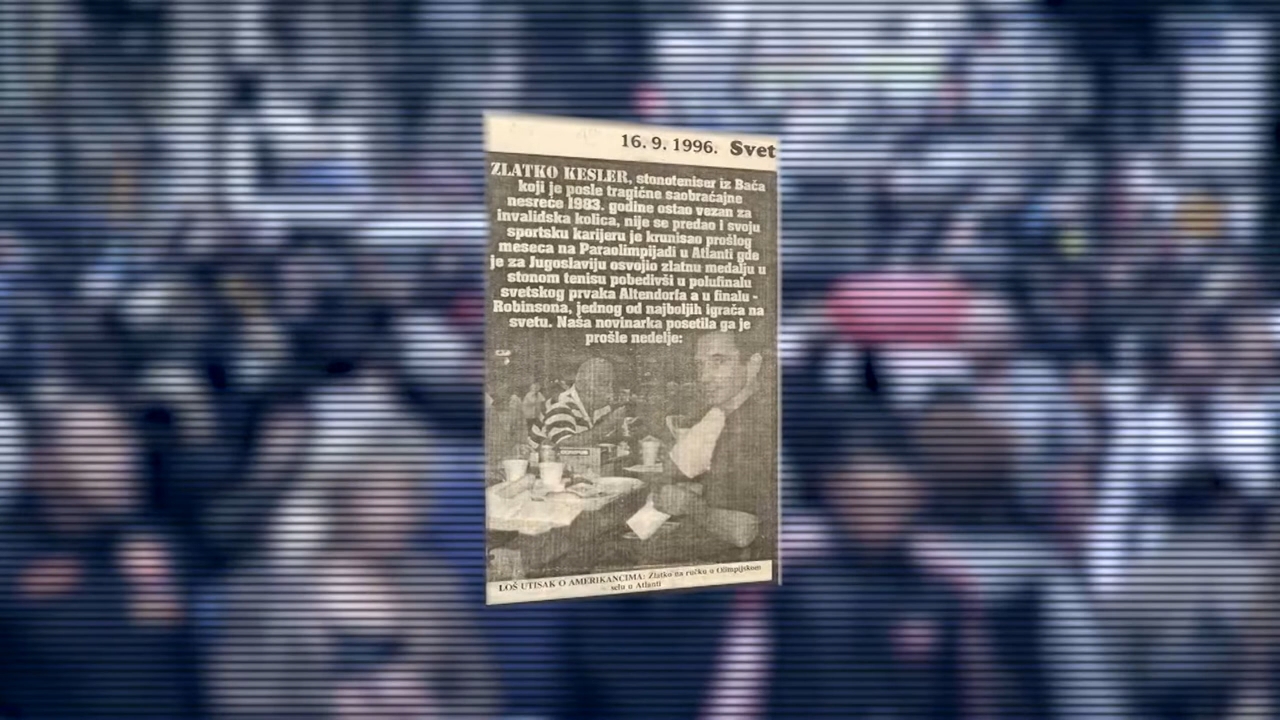 16. 9. 1996. Svet
ZLATKO KESLER, stonoteniser iz Bača
koji je posle tragične saobraćajne
nesreće 1983. godine ostao vezan za
invalidska kolica, nije se predao i svoju
sportsku karijeru je krunisao prošlog
meseca na Paraolimpijadi u Atlanti gde
je za Jugoslaviju osvojio zlatnu medalju u
stonom tenisu pobedivši u polufinalu
svetskog prvaka Altendorfa a u finalu -
Robinsona, jednog od najboljih igrača na
svetu. Naša novinarka posetila ga je
prošle nedelje:
LOŠ UTISAK O AMERIKANCIMA: Zlatko na ručku u Olimpijskom
selu u Atlanti